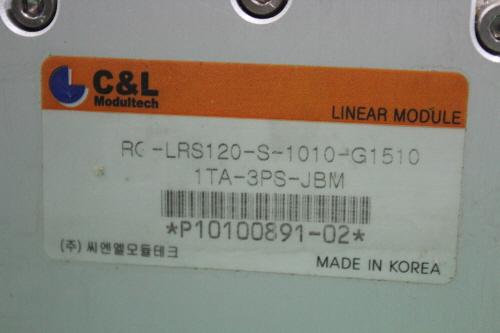 C&L
Modultech
LINEAR MODULE
RC-LRS120-S-1010-G1510
1TA-3PS-JBM
*P10100891-02*
(주) 씨엔엘모듈테크
MADE IN KOREA